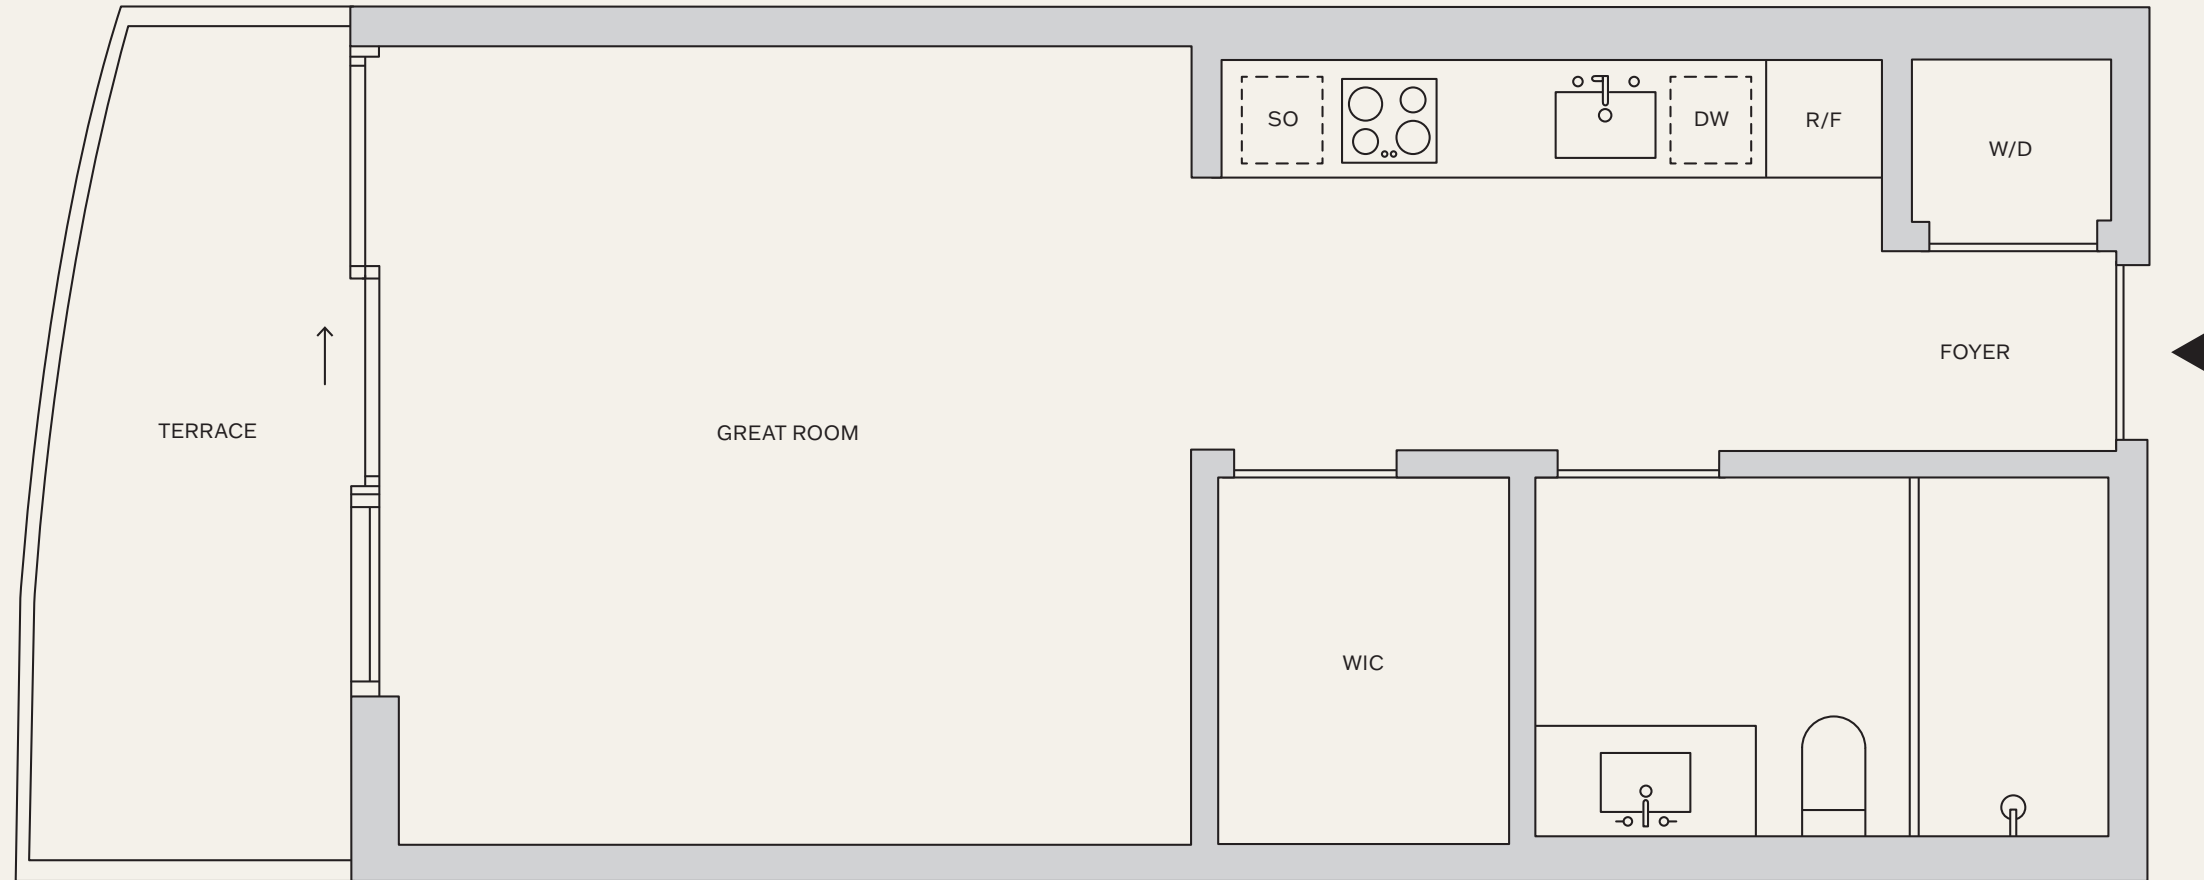 SO
DW
R/F
W/D
FOYER
TERRACE
GREAT ROOM
WIC